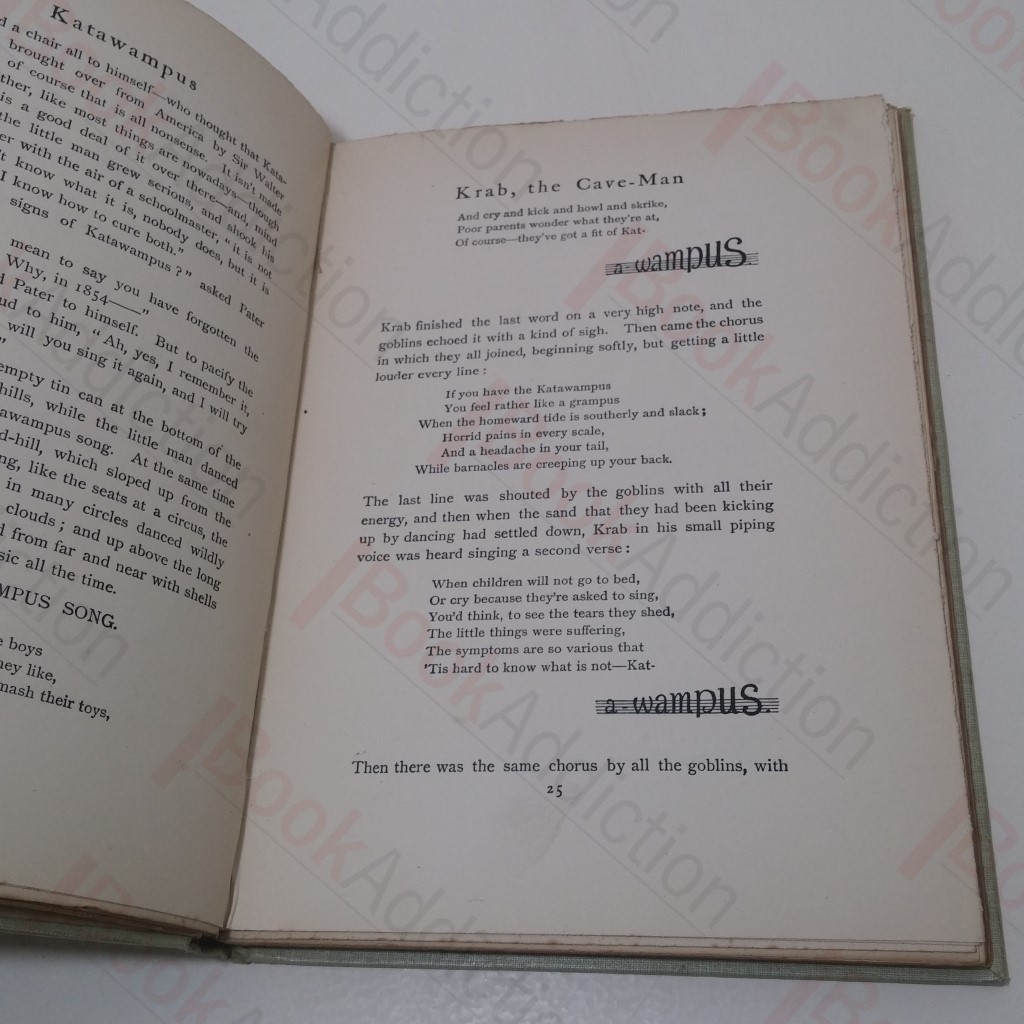 Katawampus
d a chair all to himself—who thought that Kata-
brought over from America by Sir Walter
of course that is all nonsense. It isn't made
ther, like most things are nowadays—though
is a good deal of it over there—and, mind
the little man grew serious, and shook his
er with the air of a schoolmaster, "it is not
't know what it is, nobody does, but it is
I know how to cure both."
signs of Katawampus?" asked Pater
mean to say you have forgotten the
Why, in 1854——"
d Pater to himself. But to pacify the
ud to him, "Ah, yes, I remember it,
will you sing it again, and I will try
"
empty tin can at the bottom of the
hills, while the little man danced
awampus song. At the same time
d-hill, which sloped up from the
ng, like the seats at a circus, the
in many circles danced wildly
clouds; and up above the long
d from far and near with shells
sic all the time.
MPUS SONG.
e boys
hey like,
mash their toys,
Krab, the Cave-Man
And cry and kick and howl and skrike,
Poor parents wonder what they're at,
Of course—they've got a fit of Kat-
a-wampus.
Krab finished the last word on a very high note, and the
goblins echoed it with a kind of sigh. Then came the chorus
in which they all joined, beginning softly, but getting a little
louder every line:
If you have the Katawampus
You feel rather like a grampus
When the homeward tide is southerly and slack;
Horrid pains in every scale,
And a headache in your tail,
While barnacles are creeping up your back.
The last line was shouted by the goblins with all their
energy, and then when the sand that they had been kicking
up by dancing had settled down, Krab in his small piping
voice was heard singing a second verse:
When children will not go to bed,
Or cry because they're asked to sing,
You'd think, to see the tears they shed,
The little things were suffering,
The symptoms are so various that
'Tis hard to know what is not—Kat-
a-wampus.
Then there was the same chorus by all the goblins, with
25
BookAddiction